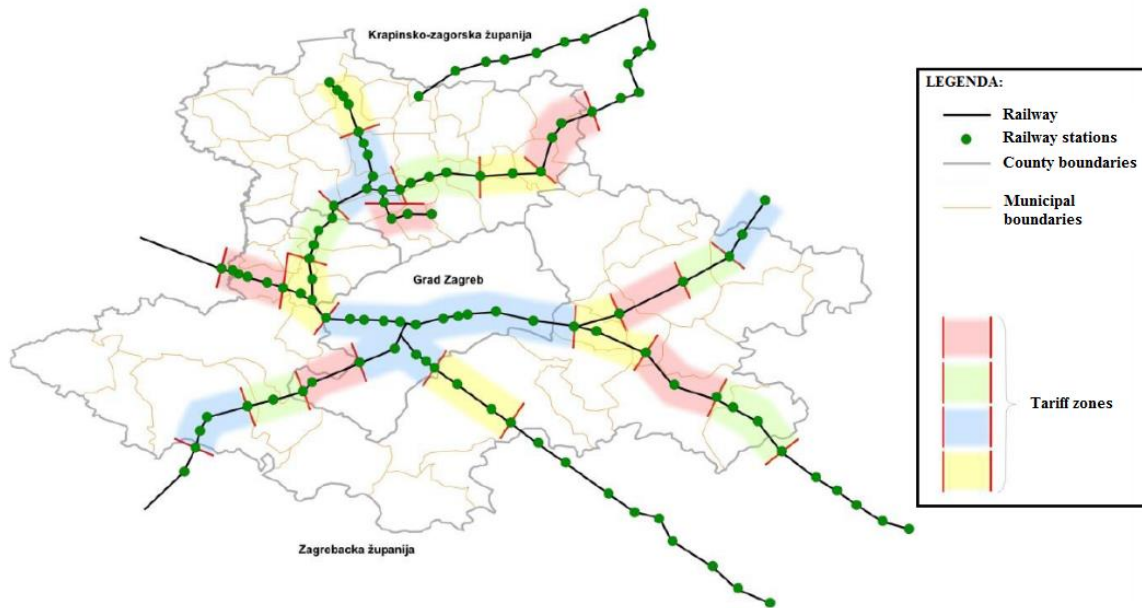 Krapinsko-zagorska županija
Grad Zagreb
Zagrebacka županija
LEGENDA:
Railway
Railway stations
County boundaries
Municipal
boundaries
Tariff zones